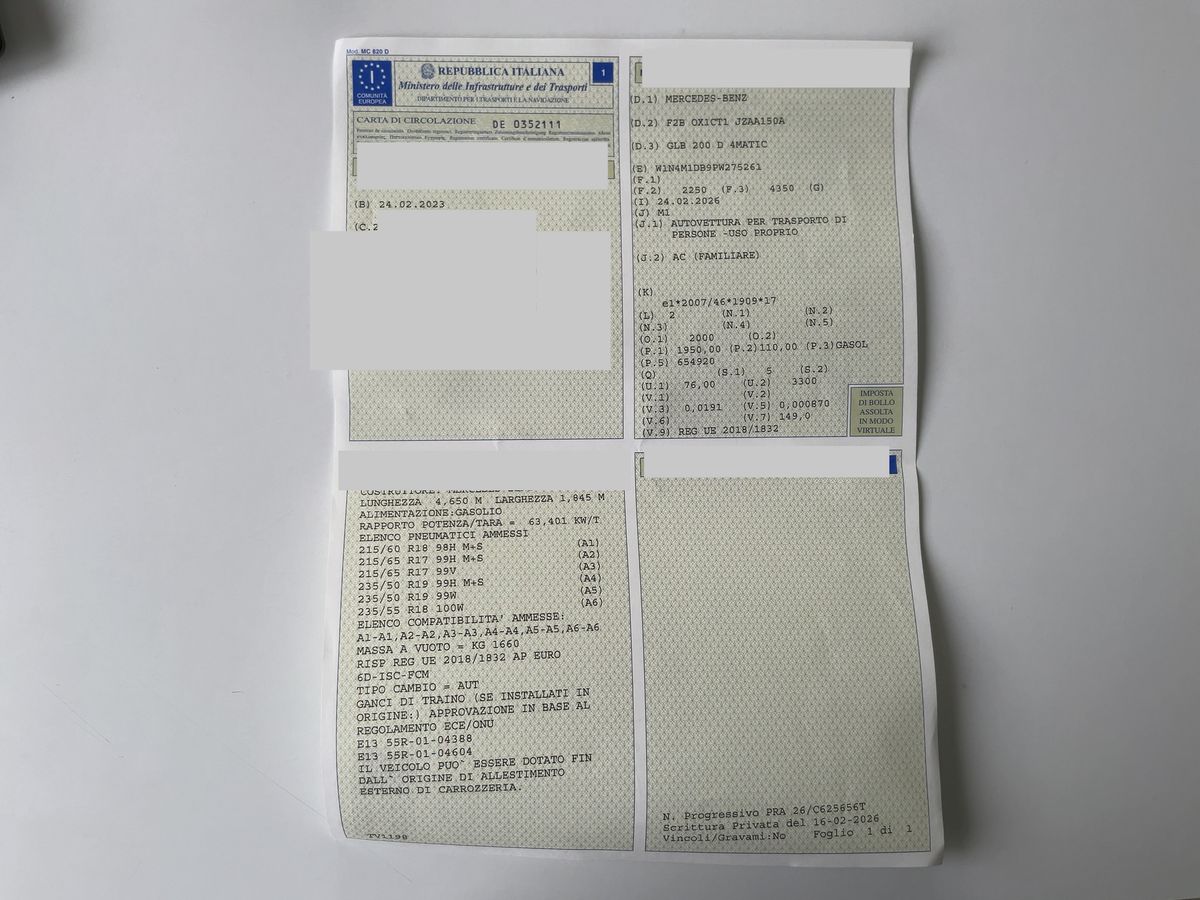 Mod. MC 820 D
I
COMUNITÀ
EUROPEA
REPUBBLICA ITALIANA
Ministero delle Infrastrutture e dei Trasporti
DIPARTIMENTO PER I TRASPORTI E LA NAVIGAZIONE
1
CARTA DI CIRCOLAZIONE DE 0352111
(B) 24.02.2023
(C.2
(D.1) MERCEDES-BENZ
(D.2) F2B OX1CT1 JZAA150A
(D.3) GLB 200 D 4MATIC
(E) W1N4M1DB9PW275261
(F.1)
(F.2) 2250 (F.3) 4350 (G)
(I) 24.02.2026
(J) M1
(J.1) AUTOVETTURA PER TRASPORTO DI
PERSONE -USO PROPRIO
(J.2) AC (FAMILIARE)
(K)
e1*2007/46*1909*17
(L) 2 (N.1) (N.2)
(N.3) (N.4) (N.5)
(O.1) 2000 (O.2)
(P.1) 1950,00 (P.2)110,00 (P.3)GASOL
(P.5) 654920
(Q) (S.1) 5 (S.2)
(U.1) 76,00 (U.2) 3300
(V.1) (V.2)
(V.3) 0,0191 (V.5) 0,000870
(V.6) (V.7) 149,0
(V.9) REG UE 2018/1832
IMPOSTA
DI BOLLO
ASSOLTA
IN MODO
VIRTUALE
COSTRUTTORE:
LUNGHEZZA 4,650 M LARGHEZZA 1,845 M
ALIMENTAZIONE:GASOLIO
RAPPORTO POTENZA/TARA = 63,401 KW/T
ELENCO PNEUMATICI AMMESSI
215/60 R18 98H M+S (A1)
215/65 R17 99H M+S (A2)
215/65 R17 99V (A3)
235/50 R19 99H M+S (A4)
235/50 R19 99W (A5)
235/55 R18 100W (A6)
ELENCO COMPATIBILITA' AMMESSE:
A1-A1,A2-A2,A3-A3,A4-A4,A5-A5,A6-A6
MASSA A VUOTO = KG 1660
RISP REG UE 2018/1832 AP EURO
6D-ISC-FCM
TIPO CAMBIO = AUT
GANCI DI TRAINO (SE INSTALLATI IN
ORIGINE:) APPROVAZIONE IN BASE AL
REGOLAMENTO ECE/ONU
E13 55R-01-04388
E13 55R-01-04604
IL VEICOLO PUO` ESSERE DOTATO FIN
DALL` ORIGINE DI ALLESTIMENTO
ESTERNO DI CARROZZERIA.
TV1198
N. Progressivo PRA 26/C625656T
Scrittura Privata del 16-02-2026
Vincoli/Gravami:No Foglio 1 di 1